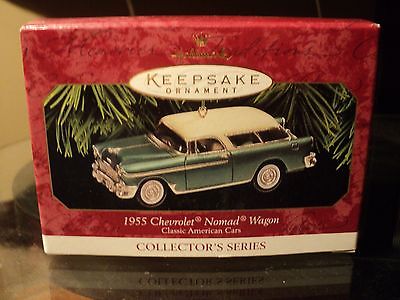 Hallmark
KEEPSAKE
ORNAMENT
1955 Chevrolet® Nomad® Wagon
Classic American Cars
COLLECTOR'S SERIES